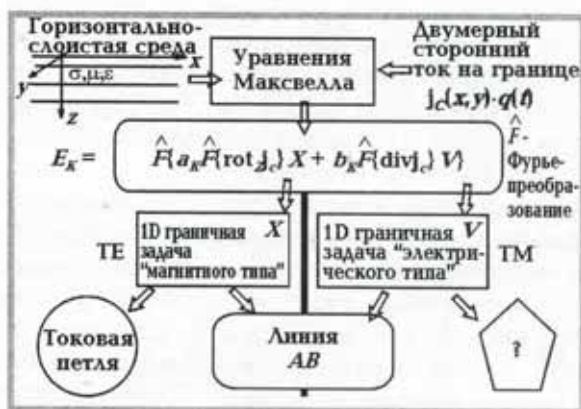 Горизонтально-
слоистая среда
x
σ,μ,ε
y
z
Уравнения
Максвелла
Двумерный
сторонний
ток на границе
j_C(x,y)·q(t)
E_K = F̂{a_K F̂{rot_z j_c} X + b_K F̂{div j_c} V}
F̂ -
Фурье-
преобра-
зование
TE
1D граничная X
задача
"магнитного типа"
1D граничная V
задача "электри-
ческого типа"
TM
Токовая
петля
Линия
AB
?